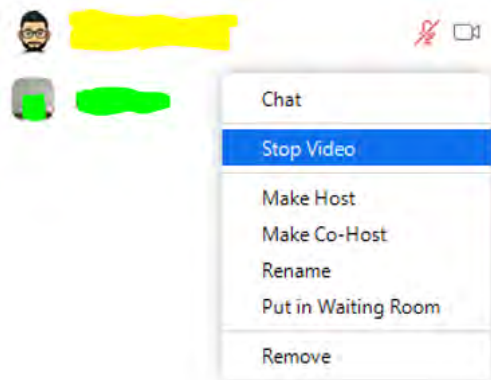 Chat
Stop Video
Make Host
Make Co-Host
Rename
Put in Waiting Room
Remove